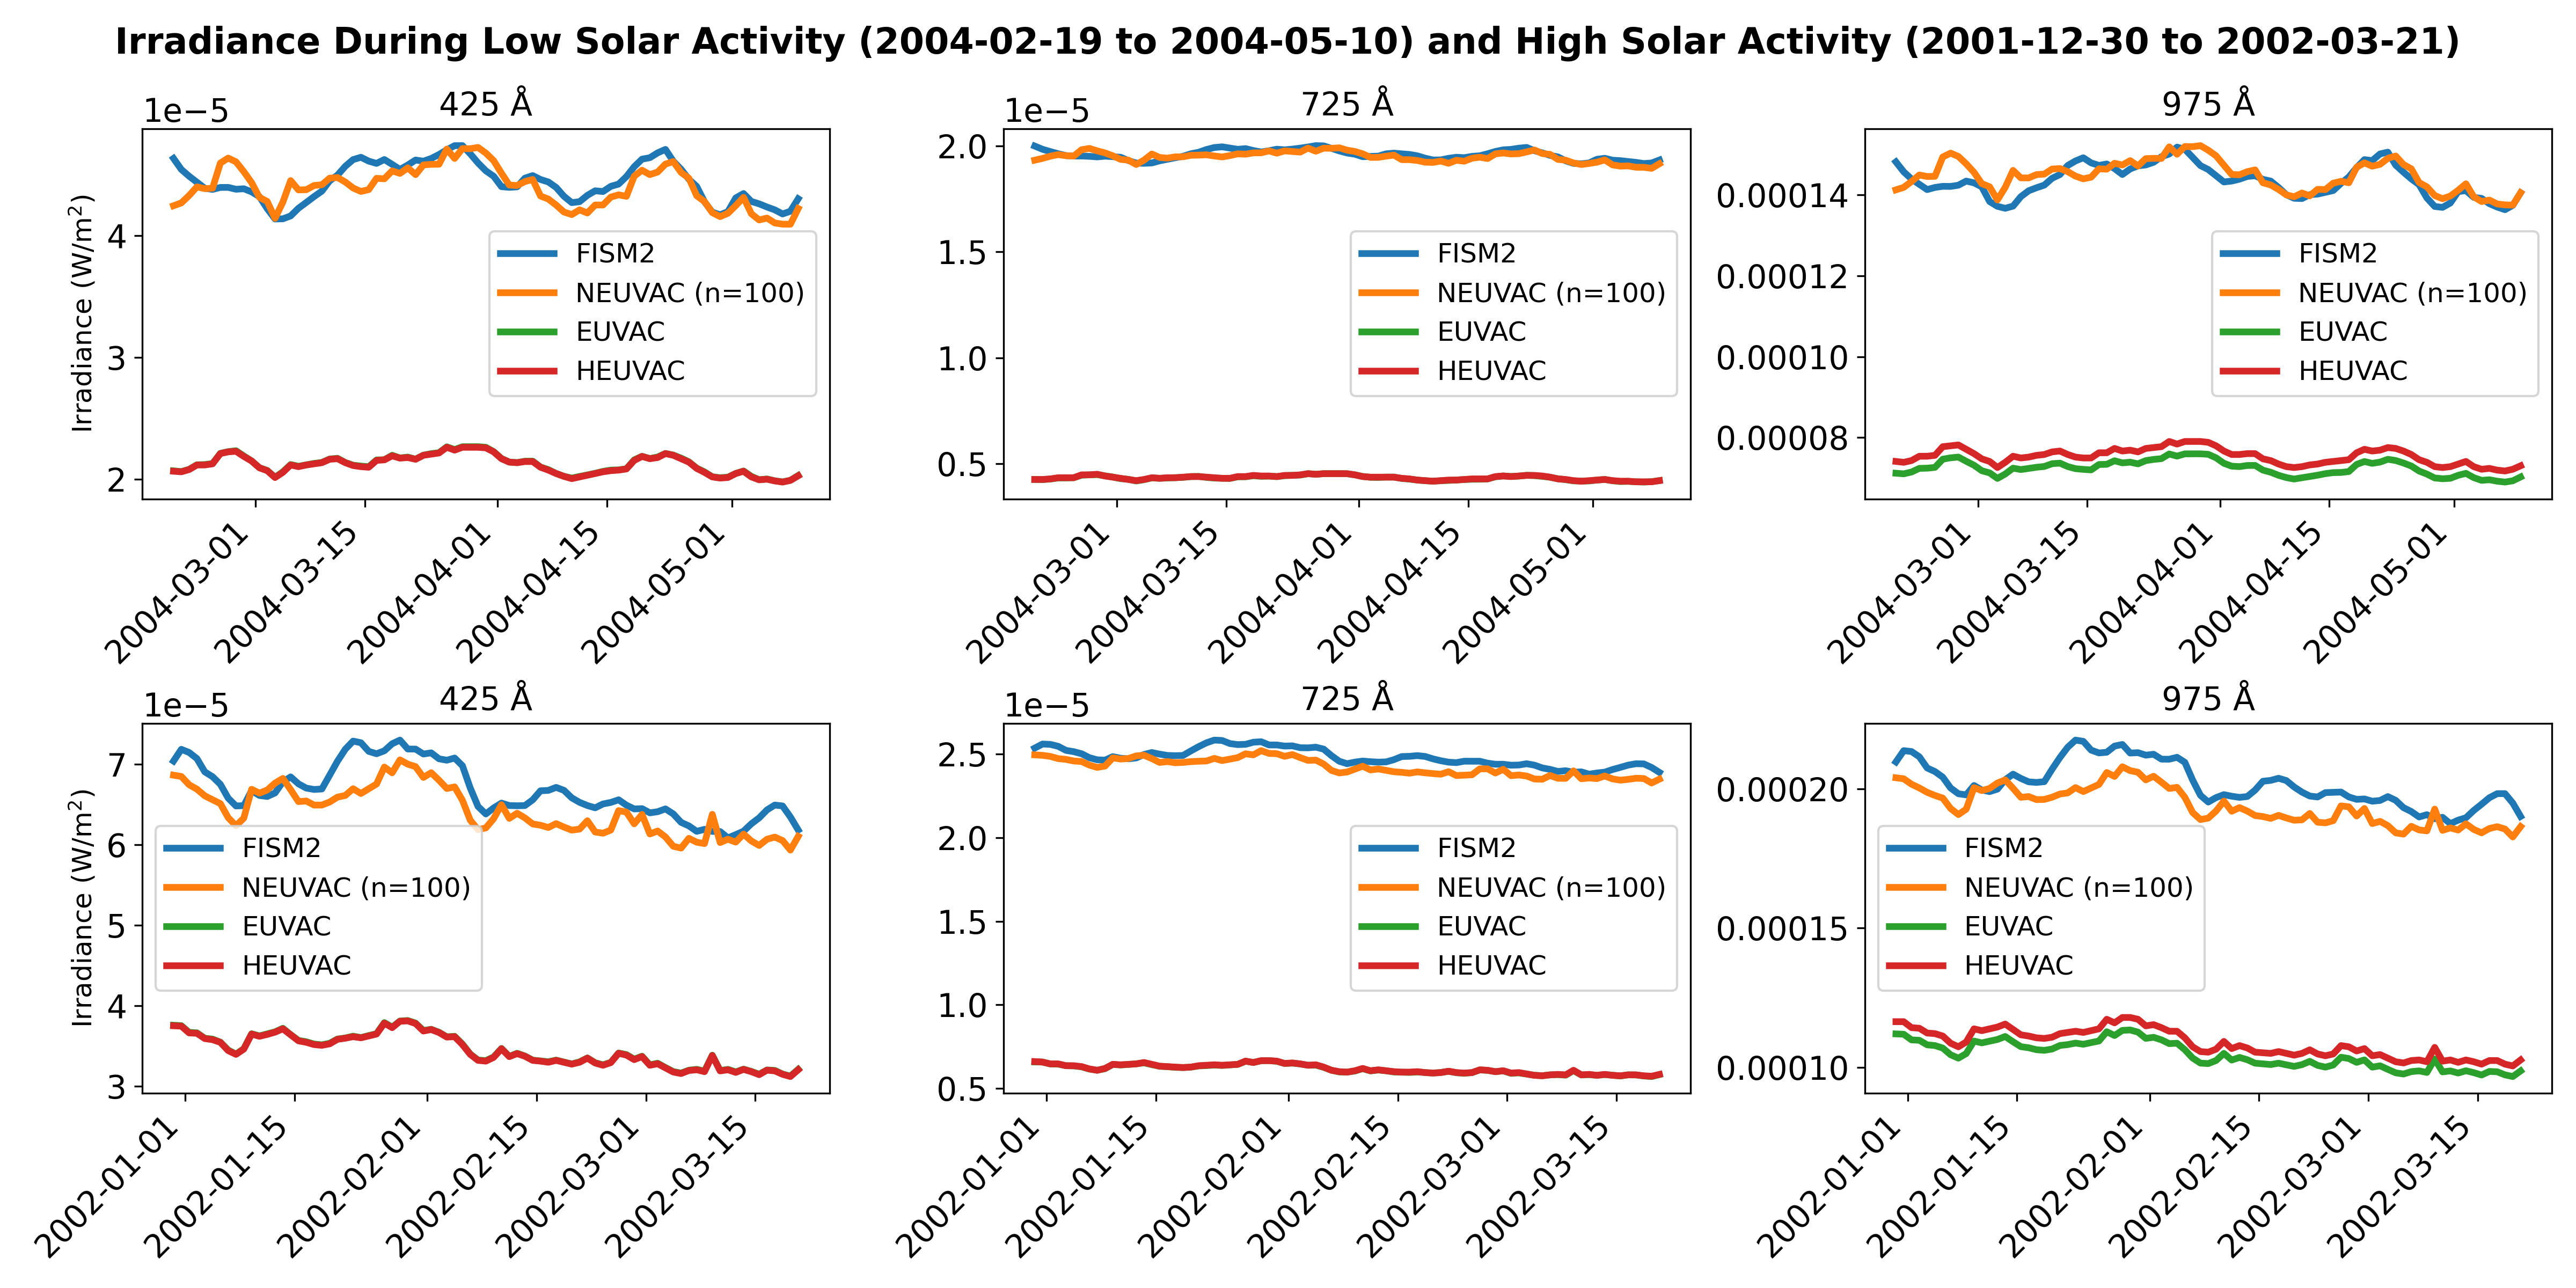 Irradiance During Low Solar Activity (2004-02-19 to 2004-05-10) and High Solar Activity (2001-12-30 to 2002-03-21)
1e−5
425 Å
Irradiance (W/m²)
4
3
2
FISM2
NEUVAC (n=100)
EUVAC
HEUVAC
2004-03-01
2004-03-15
2004-04-01
2004-04-15
2004-05-01
1e−5
725 Å
2.0
1.5
1.0
0.5
FISM2
NEUVAC (n=100)
EUVAC
HEUVAC
2004-03-01
2004-03-15
2004-04-01
2004-04-15
2004-05-01
975 Å
0.00014
0.00012
0.00010
0.00008
FISM2
NEUVAC (n=100)
EUVAC
HEUVAC
2004-03-01
2004-03-15
2004-04-01
2004-04-15
2004-05-01
1e−5
425 Å
Irradiance (W/m²)
7
6
5
4
3
FISM2
NEUVAC (n=100)
EUVAC
HEUVAC
2002-01-01
2002-01-15
2002-02-01
2002-02-15
2002-03-01
2002-03-15
1e−5
725 Å
2.5
2.0
1.5
1.0
0.5
FISM2
NEUVAC (n=100)
EUVAC
HEUVAC
2002-01-01
2002-01-15
2002-02-01
2002-02-15
2002-03-01
2002-03-15
975 Å
0.00020
0.00015
0.00010
FISM2
NEUVAC (n=100)
EUVAC
HEUVAC
2002-01-01
2002-01-15
2002-02-01
2002-02-15
2002-03-01
2002-03-15